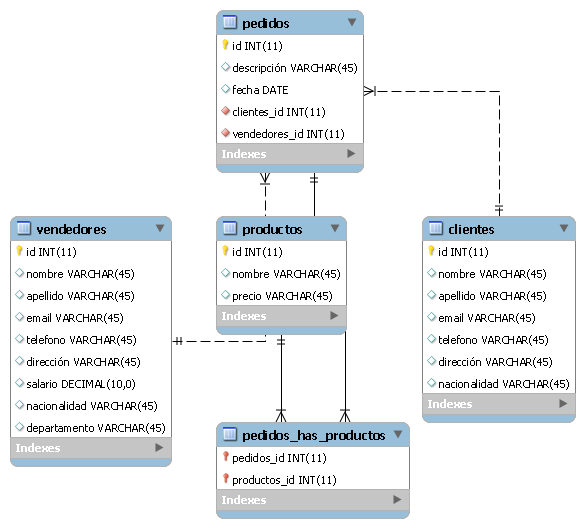 pedidos
id INT(11)
descripción VARCHAR(45)
fecha DATE
clientes_id INT(11)
vendedores_id INT(11)
Indexes
vendedores
id INT(11)
nombre VARCHAR(45)
apellido VARCHAR(45)
email VARCHAR(45)
telefono VARCHAR(45)
dirección VARCHAR(45)
salario DECIMAL(10,0)
nacionalidad VARCHAR(45)
departamento VARCHAR(45)
Indexes
productos
id INT(11)
nombre VARCHAR(45)
precio VARCHAR(45)
Indexes
clientes
id INT(11)
nombre VARCHAR(45)
apellido VARCHAR(45)
email VARCHAR(45)
telefono VARCHAR(45)
dirección VARCHAR(45)
nacionalidad VARCHAR(45)
Indexes
pedidos_has_productos
pedidos_id INT(11)
productos_id INT(11)
Indexes